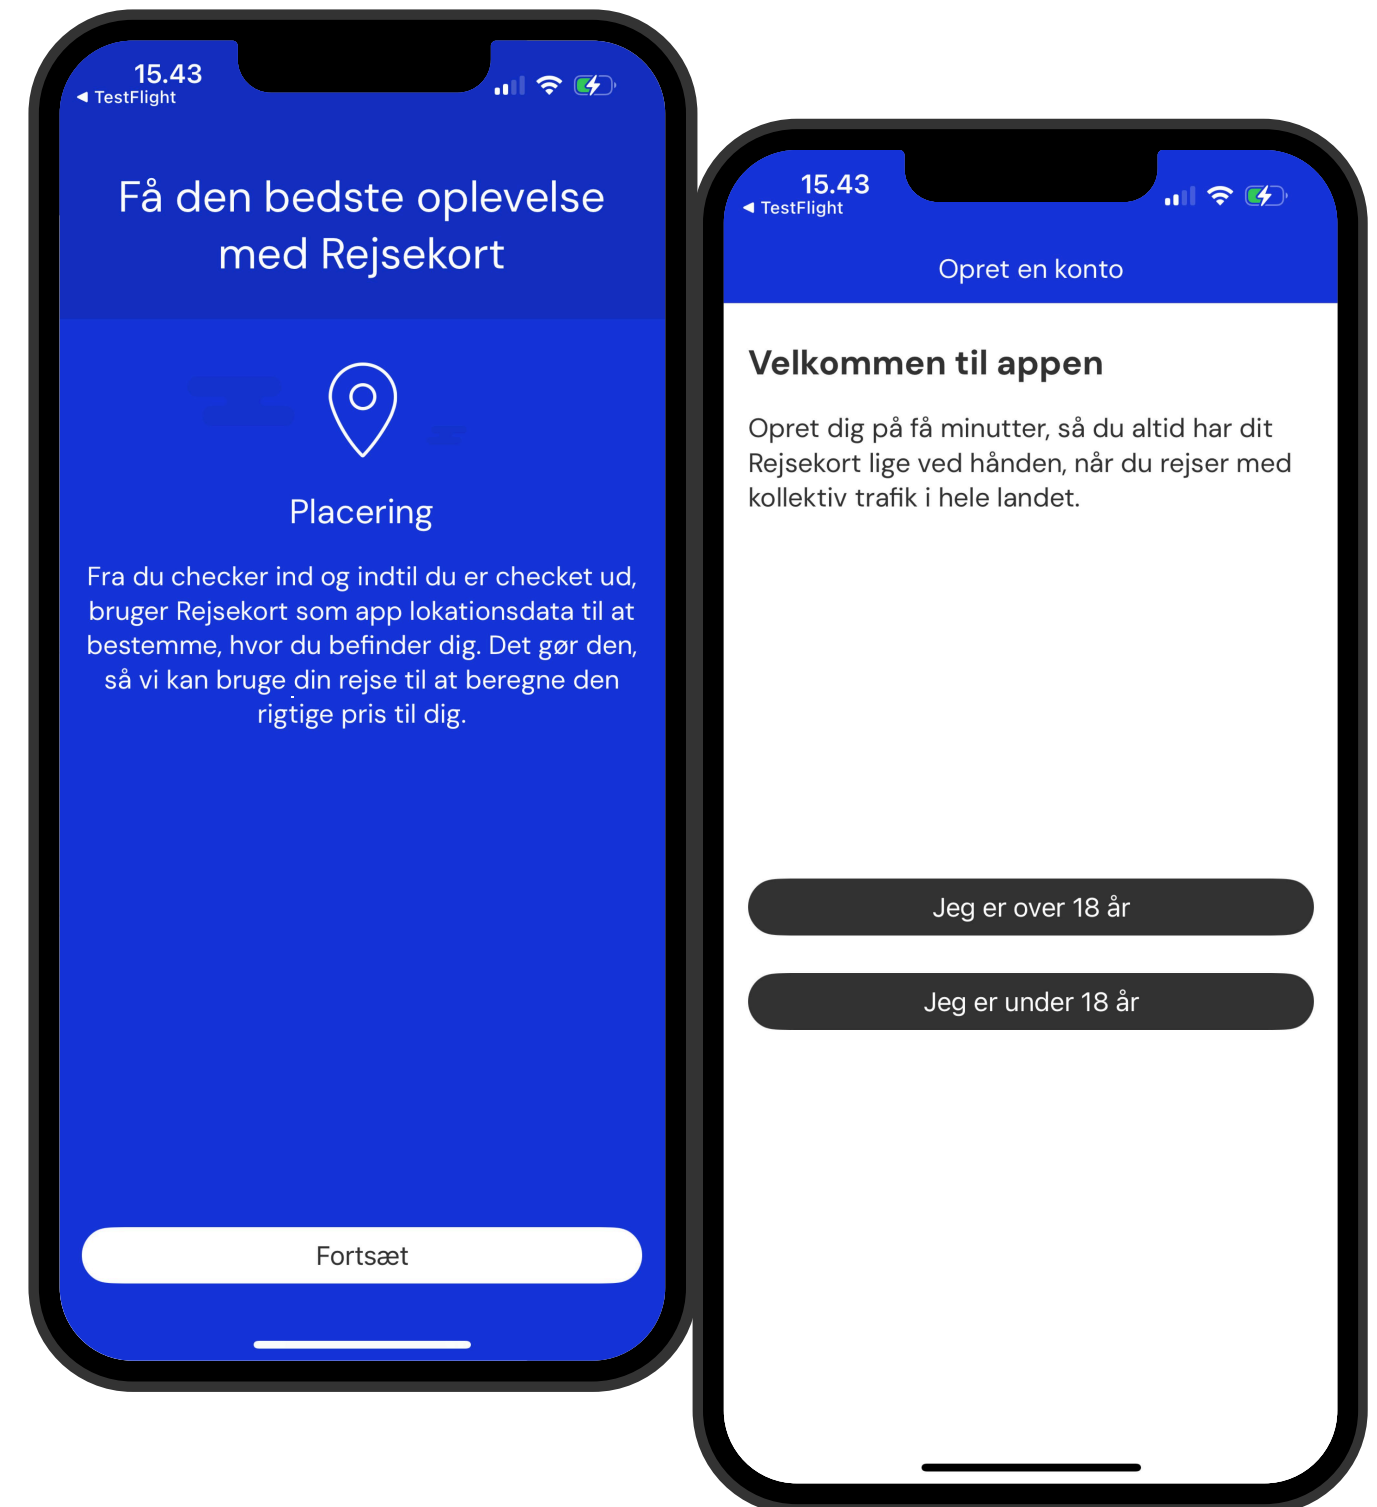 15.43
◀ TestFlight
Få den bedste oplevelse
med Rejsekort
Placering
Fra du checker ind og indtil du er checket ud,
bruger Rejsekort som app lokationsdata til at
bestemme, hvor du befinder dig. Det gør den,
så vi kan bruge din rejse til at beregne den
rigtige pris til dig.
Fortsæt
15.43
◀ TestFlight
Opret en konto
Velkommen til appen
Opret dig på få minutter, så du altid har dit
Rejsekort lige ved hånden, når du rejser med
kollektiv trafik i hele landet.
Jeg er over 18 år
Jeg er under 18 år